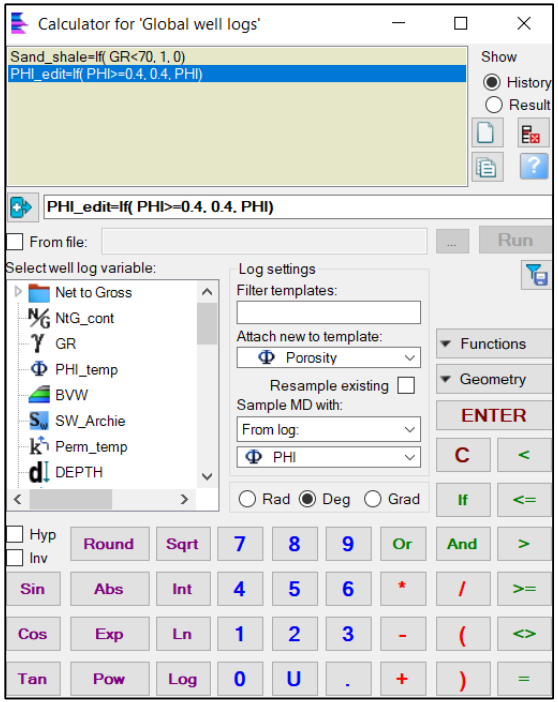 Calculator for 'Global well logs'
Sand_shale=If( GR<70, 1, 0)
PHI_edit=If( PHI>=0.4, 0.4, PHI)
Show
History
Result
?
PHI_edit=If( PHI>=0.4, 0.4, PHI)
From file:
...
Run
Select well log variable:
Net to Gross
N/G NtG_cont
γ GR
Φ PHI_temp
BVW
Sw SW_Archie
k Perm_temp
d DEPTH
Log settings
Filter templates:
Attach new to template:
Φ Porosity
Resample existing
Sample MD with:
From log:
Φ PHI
Functions
Geometry
ENTER
C <
Rad Deg Grad If <=
Hyp
Inv
Round Sqrt 7 8 9 Or And >
Sin Abs Int 4 5 6 * / >=
Cos Exp Ln 1 2 3 - ( <>
Tan Pow Log 0 U . + ) =